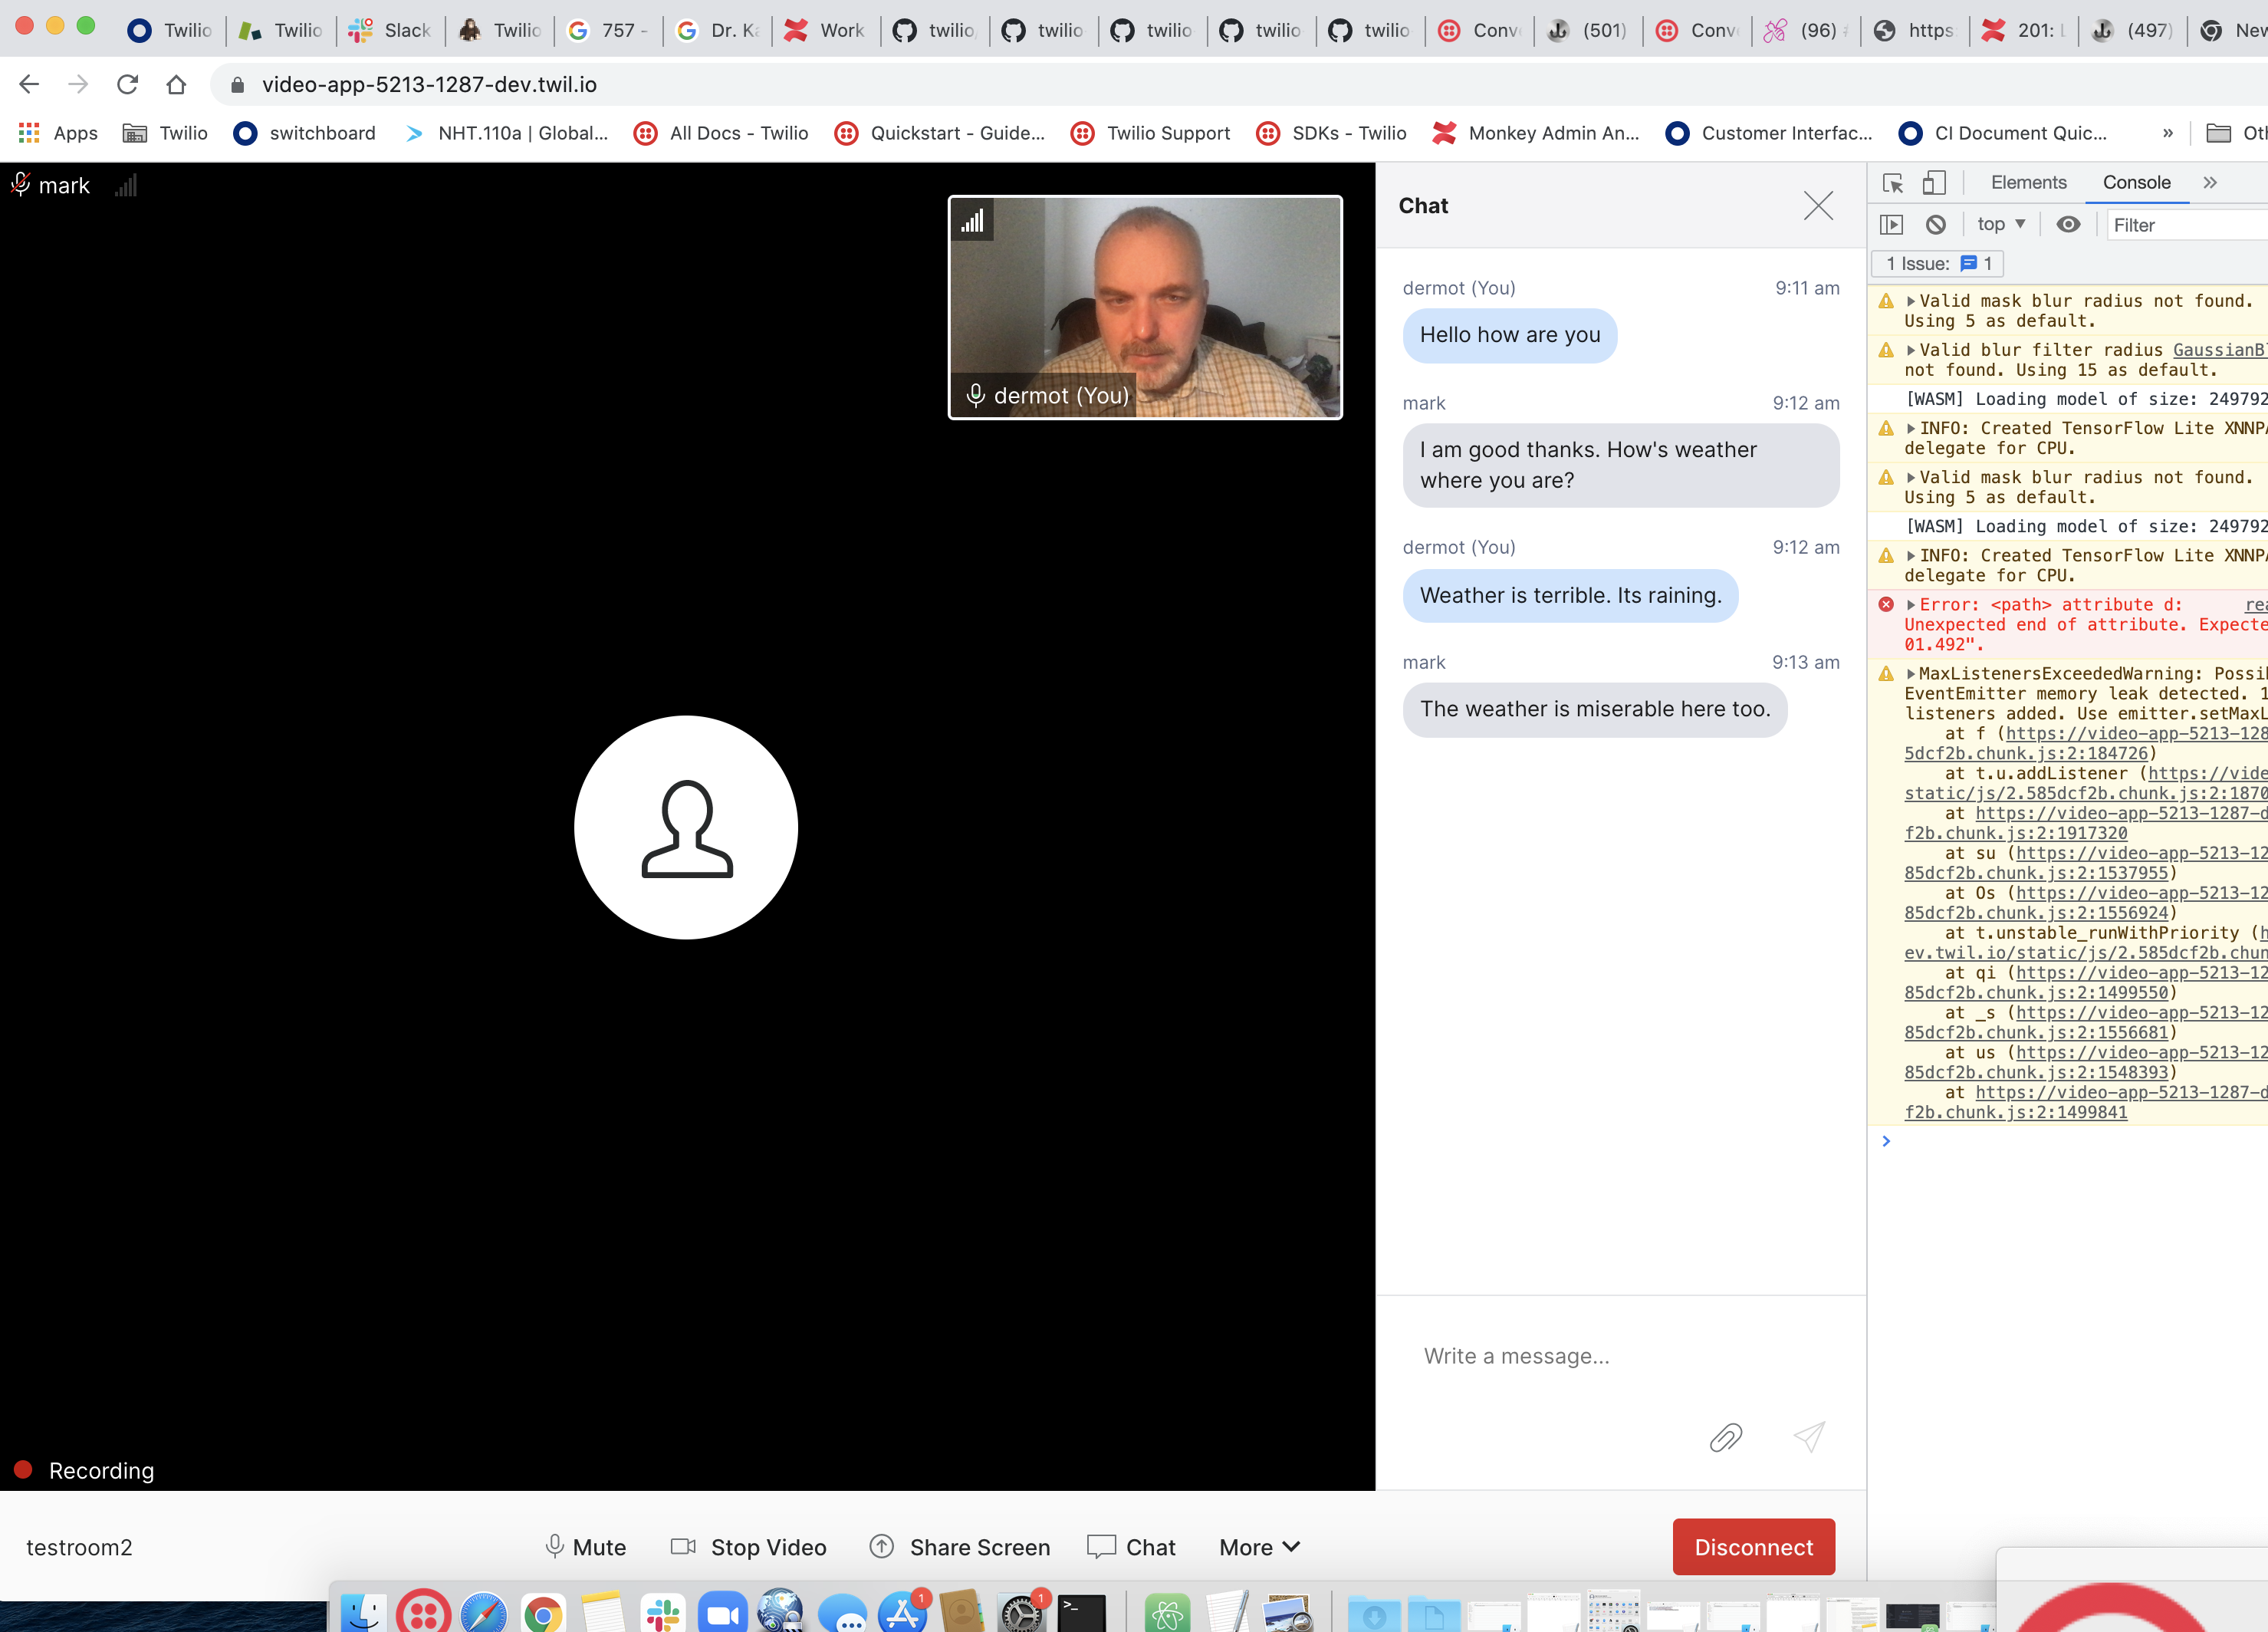 Twilio
Twilio
Slack
Twilio
757 -
Dr. Ka
Work
twilio
twilio
twilio
twilio
twilio
Conv
(501)
Conv
(96)
https
201:
(497)
New
video-app-5213-1287-dev.twil.io
Apps
Twilio
switchboard
NHT.110a | Global...
All Docs - Twilio
Quickstart - Guide...
Twilio Support
SDKs - Twilio
Monkey Admin An...
Customer Interfac...
CI Document Quic...
»
Oth
mark
dermot (You)
Recording
Chat
dermot (You) 9:11 am
Hello how are you
mark 9:12 am
I am good thanks. How's weather
where you are?
dermot (You) 9:12 am
Weather is terrible. Its raining.
mark 9:13 am
The weather is miserable here too.
Write a message...
Elements Console »
top Filter
1 Issue: 1
Valid mask blur radius not found.
Using 5 as default.
Valid blur filter radius GaussianB
not found. Using 15 as default.
[WASM] Loading model of size: 249792
INFO: Created TensorFlow Lite XNNPA
delegate for CPU.
Valid mask blur radius not found.
Using 5 as default.
[WASM] Loading model of size: 249792
INFO: Created TensorFlow Lite XNNPA
delegate for CPU.
Error: <path> attribute d: rea
Unexpected end of attribute. Expecte
01.492".
MaxListenersExceededWarning: Possib
EventEmitter memory leak detected. 1
listeners added. Use emitter.setMaxL
at f (https://video-app-5213-128
5dcf2b.chunk.js:2:184726)
at t.u.addListener (https://vide
static/js/2.585dcf2b.chunk.js:2:1870
at https://video-app-5213-1287-d
f2b.chunk.js:2:1917320
at su (https://video-app-5213-12
85dcf2b.chunk.js:2:1537955)
at Os (https://video-app-5213-12
85dcf2b.chunk.js:2:1556924)
at t.unstable_runWithPriority (h
ev.twil.io/static/js/2.585dcf2b.chun
at qi (https://video-app-5213-12
85dcf2b.chunk.js:2:1499550)
at _s (https://video-app-5213-12
85dcf2b.chunk.js:2:1556681)
at us (https://video-app-5213-12
85dcf2b.chunk.js:2:1548393)
at https://video-app-5213-1287-d
f2b.chunk.js:2:1499841
>
testroom2
Mute
Stop Video
Share Screen
Chat
More
Disconnect
1
1